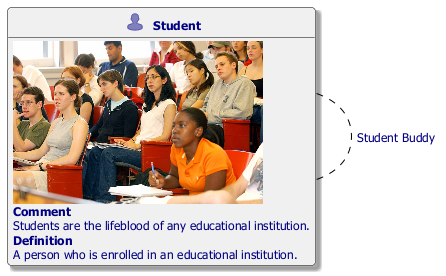 Student
Comment
Students are the lifeblood of any educational institution.
Definition
A person who is enrolled in an educational institution.
Student Buddy